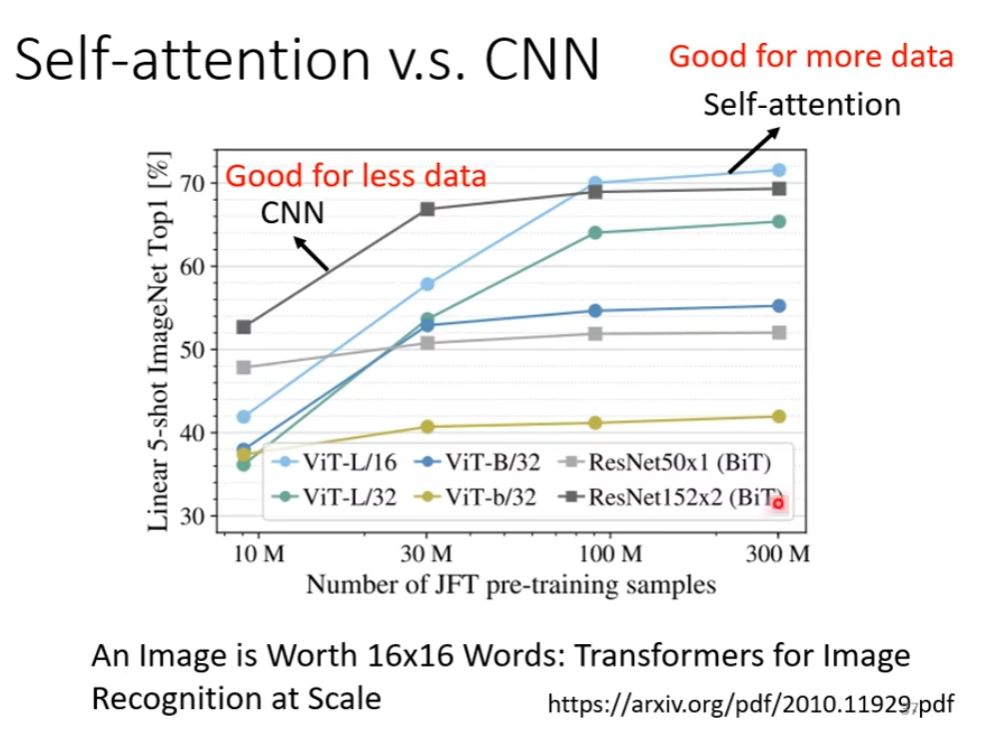 Self-attention v.s. CNN
Good for more data
Self-attention
Good for less data
CNN
Linear 5-shot ImageNet Top1 [%]
70
60
50
40
30
ViT-L/16 ViT-B/32 ResNet50x1 (BiT)
ViT-L/32 ViT-b/32 ResNet152x2 (BiT)
10 M 30 M 100 M 300 M
Number of JFT pre-training samples
An Image is Worth 16x16 Words: Transformers for Image
Recognition at Scale
https://arxiv.org/pdf/2010.11929.pdf